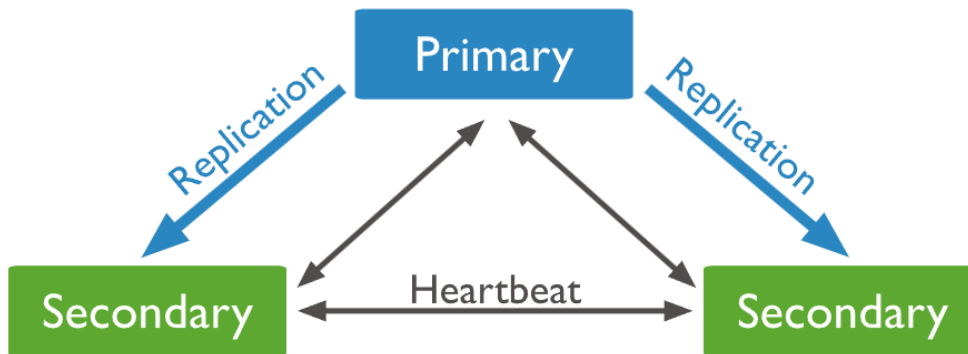 Primary
Replication
Replication
Heartbeat
Secondary
Secondary